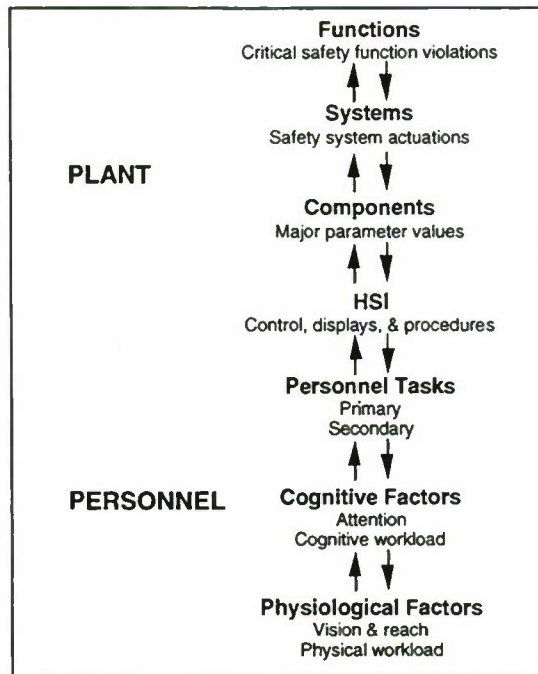 Functions
Critical safety function violations
Systems
Safety system actuations
PLANT
Components
Major parameter values
HSI
Control, displays, & procedures
Personnel Tasks
Primary
Secondary
PERSONNEL
Cognitive Factors
Attention
Cognitive workload
Physiological Factors
Vision & reach
Physical workload